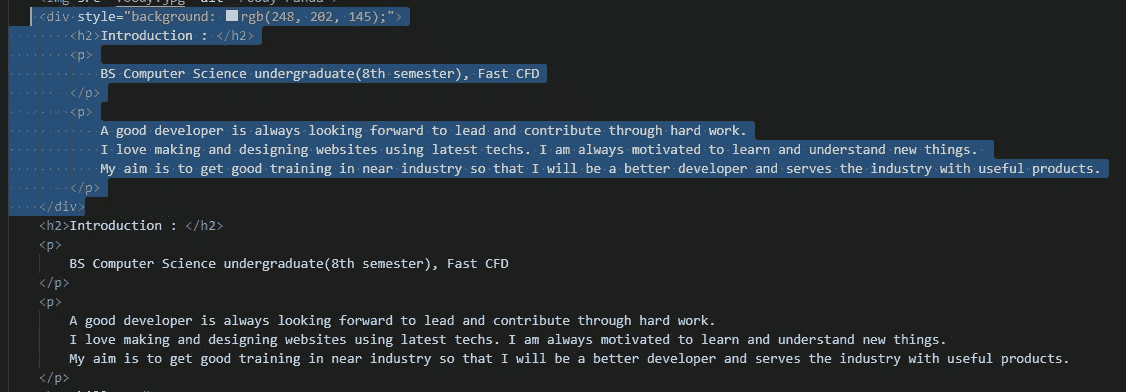 <div style="background: rgb(248, 202, 145);">
<h2>Introduction : </h2>
<p>
BS Computer Science undergraduate(8th semester), Fast CFD
</p>
<p>
A good developer is always looking forward to lead and contribute through hard work.
I love making and designing websites using latest techs. I am always motivated to learn and understand new things.
My aim is to get good training in near industry so that I will be a better developer and serves the industry with useful products.
</p>
</div>
<h2>Introduction : </h2>
<p>
BS Computer Science undergraduate(8th semester), Fast CFD
</p>
<p>
A good developer is always looking forward to lead and contribute through hard work.
I love making and designing websites using latest techs. I am always motivated to learn and understand new things.
My aim is to get good training in near industry so that I will be a better developer and serves the industry with useful products.
</p>